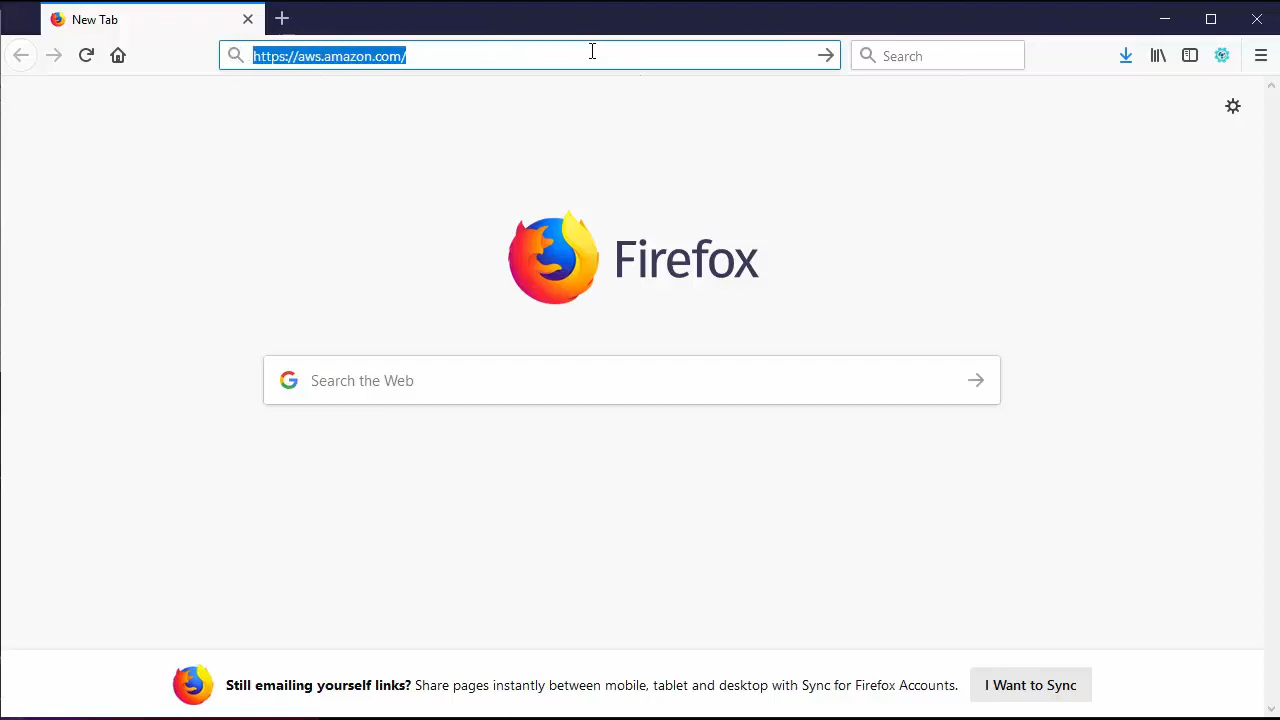 New Tab
https://aws.amazon.com/
Search
Firefox
Search the Web
Still emailing yourself links? Share pages instantly between mobile, tablet and desktop with Sync for Firefox Accounts.
I Want to Sync